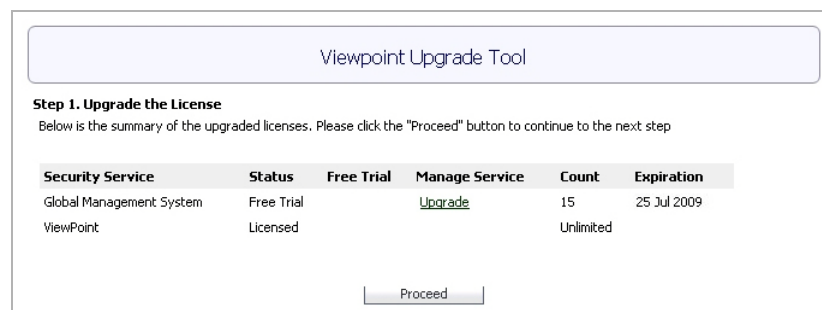 Viewpoint Upgrade Tool
Step 1. Upgrade the License
Below is the summary of the upgraded licenses. Please click the "Proceed" button to continue to the next step
Security Service Status Free Trial Manage Service Count Expiration
Global Management System Free Trial Upgrade 15 25 Jul 2009
ViewPoint Licensed Unlimited
Proceed